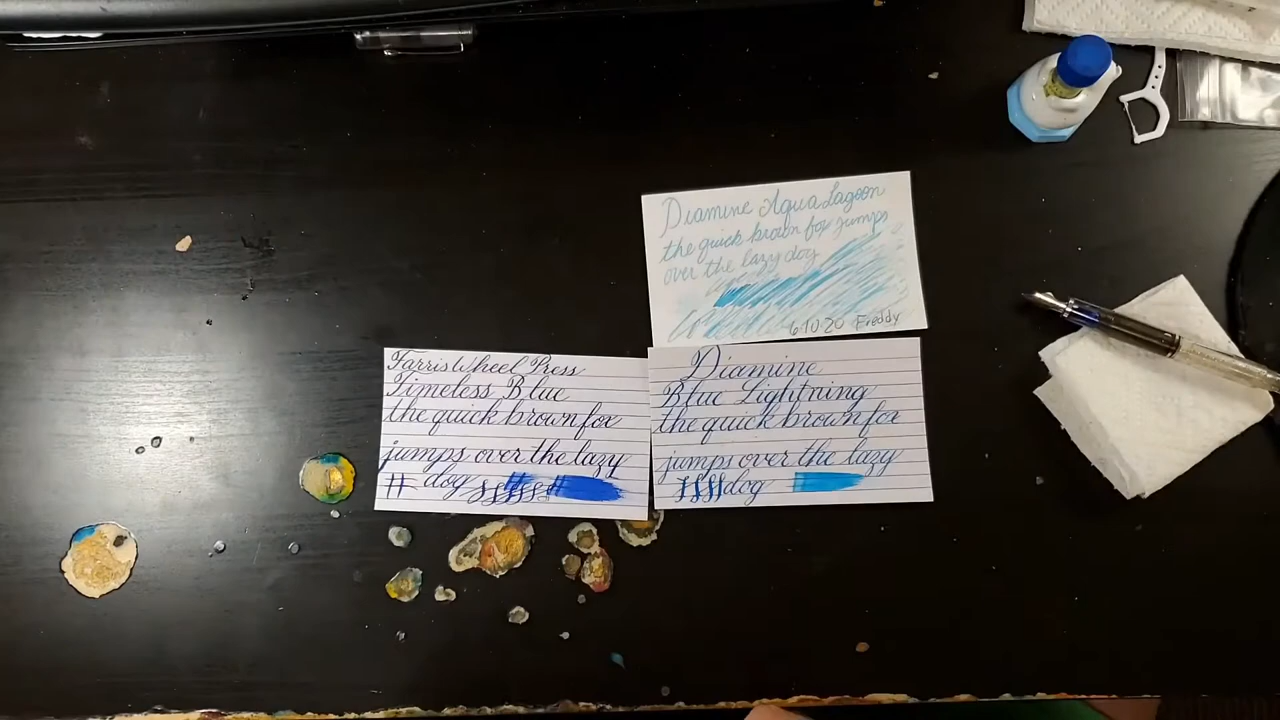 Diamine Aqua Lagoon
the quick brown fox jumps
over the lazy dog
6·10·20 Freddy
Farris Wheel Press
Timeless Blue
the quick brown fox
jumps over the lazy
dog
Diamine
Blue Lightning
the quick brown fox
jumps over the lazy
dog